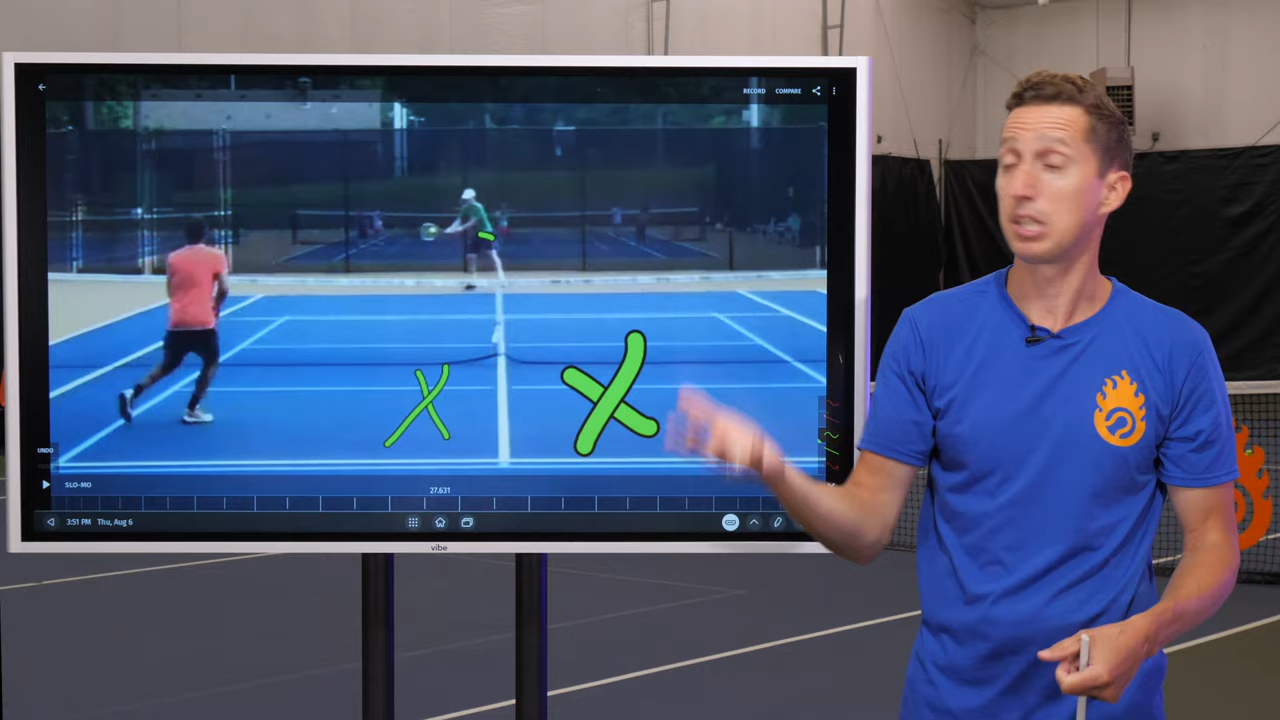 RECORD COMPARE
UNDO
SLO-MO
27.631
3:51 PM Thu, Aug 6
vibe